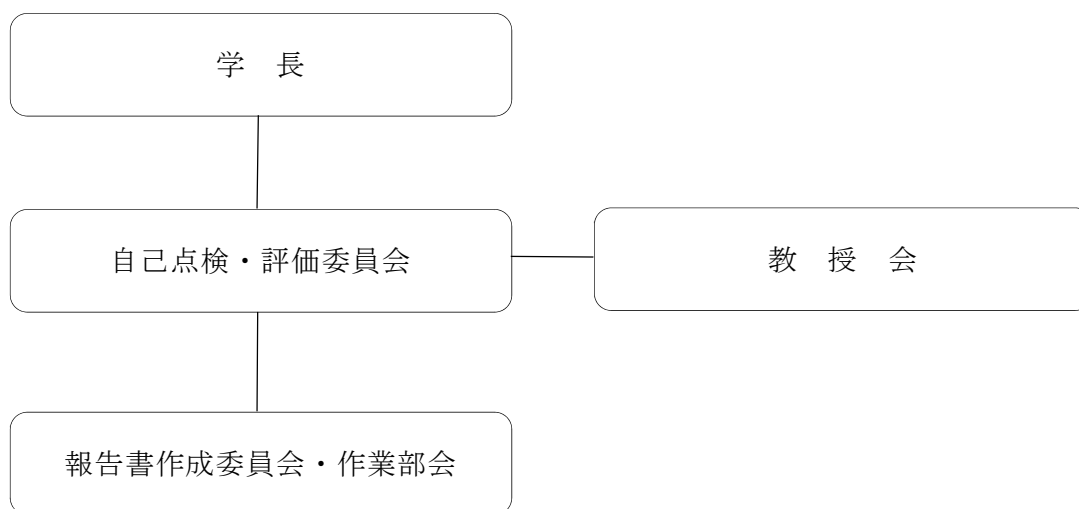 学　長
自己点検・評価委員会
教　授　会
報告書作成委員会・作業部会